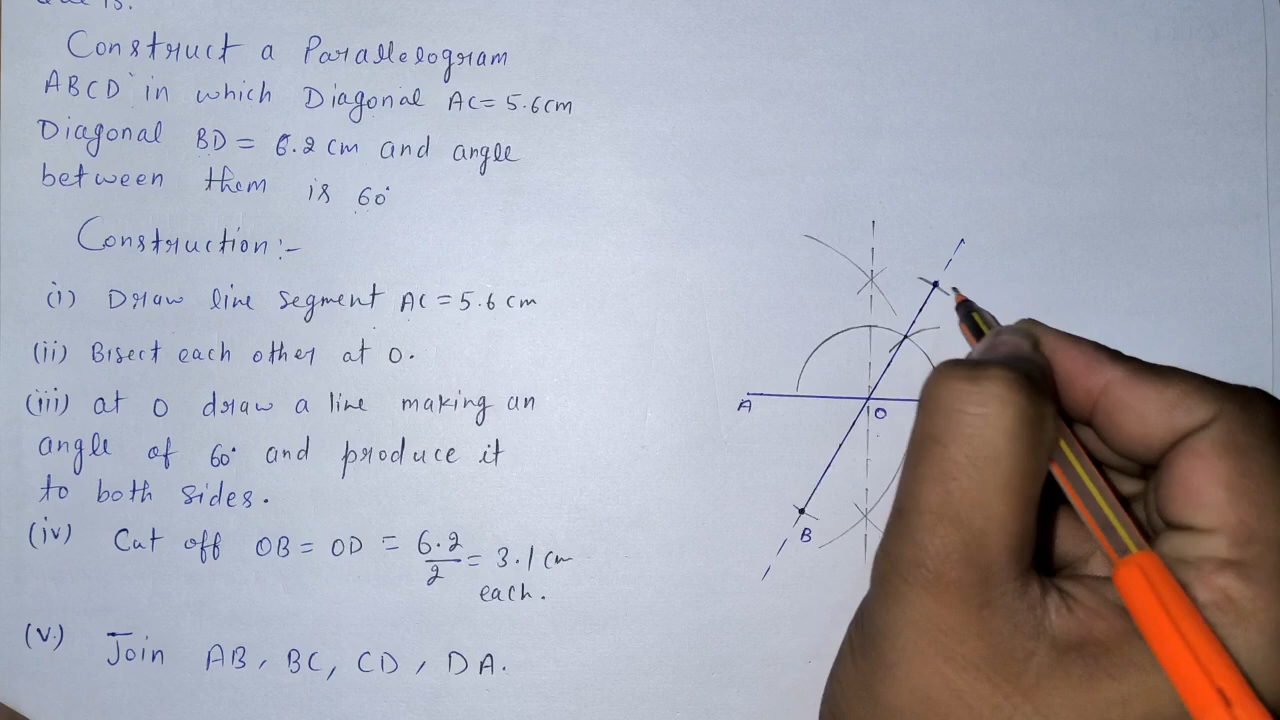 Construct a Parallelogram
ABCD in which Diagonal AC = 5.6cm
Diagonal BD = 6.2 cm and angle
between them is 60°
Construction:-
(i) Draw line segment AC = 5.6 cm
(ii) Bisect each other at O.
(iii) at O draw a line making an
angle of 60° and produce it
to both sides.
(iv) Cut off OB = OD = 6.2/2 = 3.1 cm
each.
(v.) Join AB, BC, CD, DA.
A
O
B